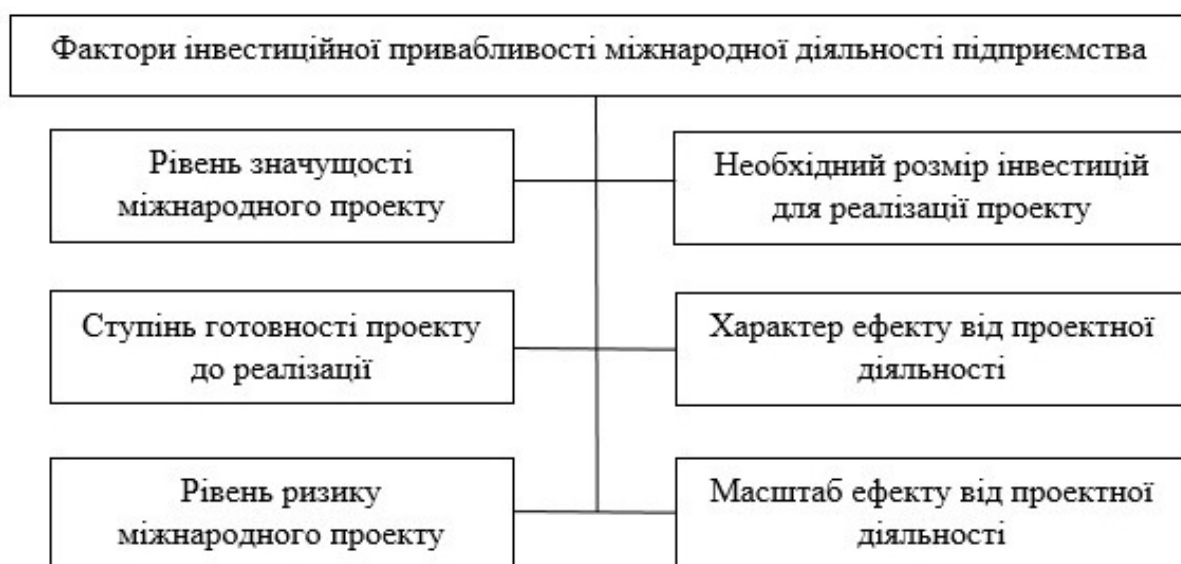 Фактори інвестиційної привабливості міжнародної діяльності підприємства
Рівень значущості
міжнародного проекту
Необхідний розмір інвестицій
для реалізації проекту
Ступінь готовності проекту
до реалізації
Характер ефекту від проектної
діяльності
Рівень ризику
міжнародного проекту
Масштаб ефекту від проектної
діяльності